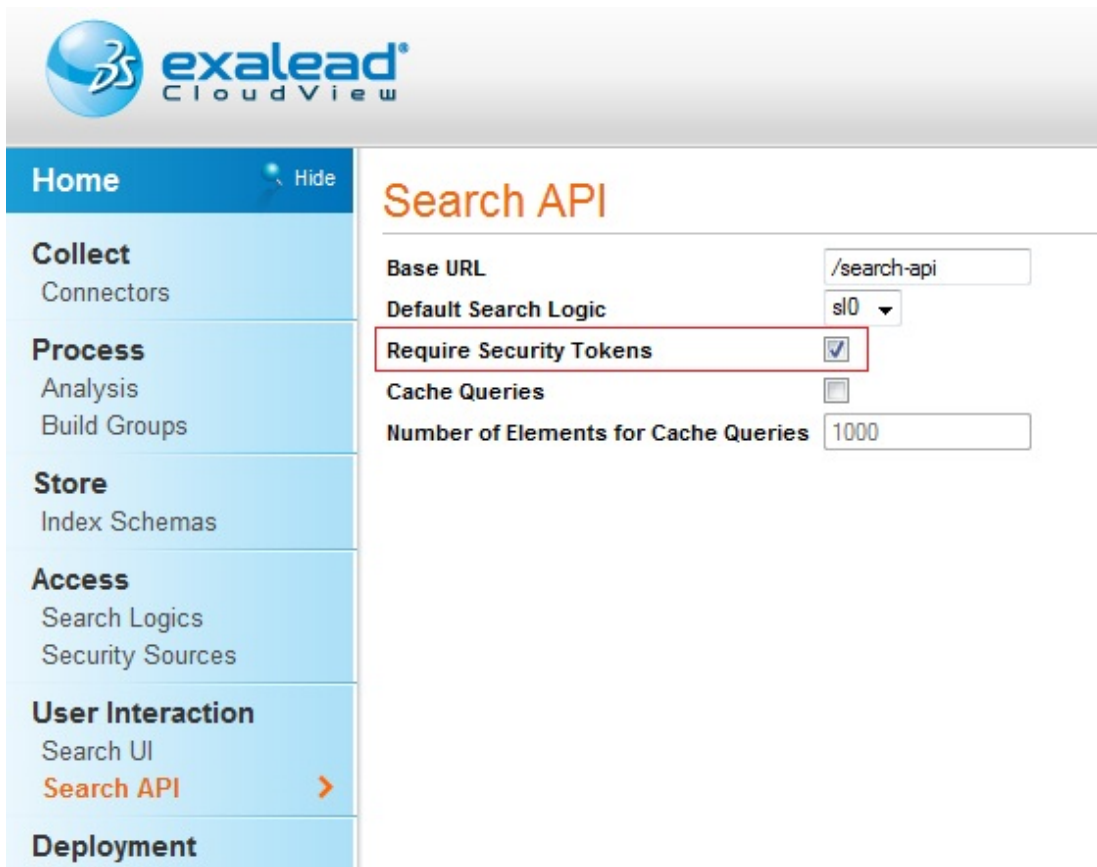 3S
exalead®
CloudView
Home
Hide
Collect
Connectors
Process
Analysis
Build Groups
Store
Index Schemas
Access
Search Logics
Security Sources
User Interaction
Search UI
Search API
Deployment
Search API
Base URL /search-api
Default Search Logic sl0
Require Security Tokens
Cache Queries
Number of Elements for Cache Queries 1000